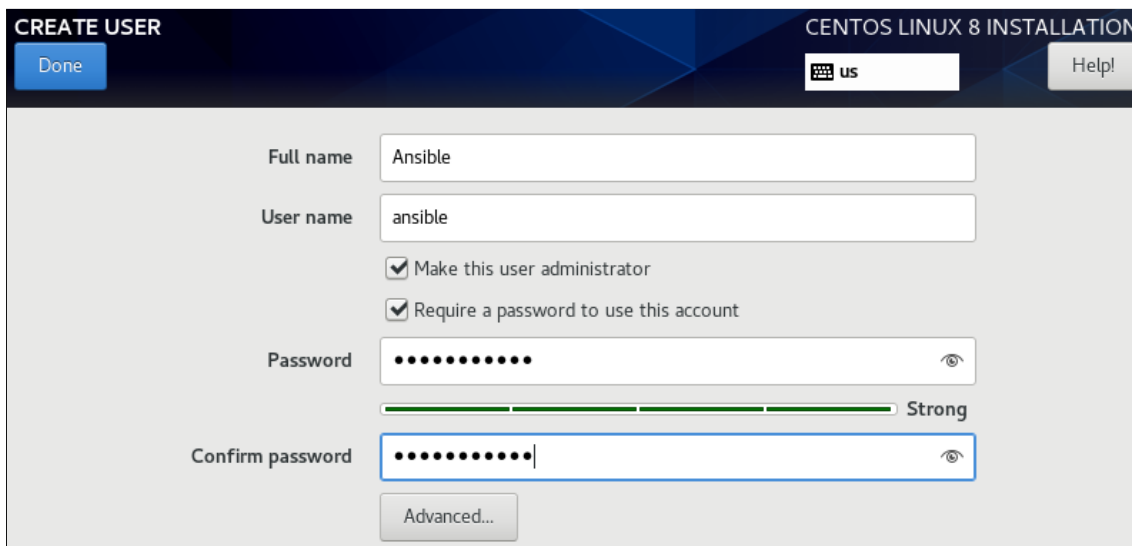 CREATE USER
CENTOS LINUX 8 INSTALLATION
Done
us
Help!
Full name
Ansible
User name
ansible
Make this user administrator
Require a password to use this account
Password
●●●●●●●●●●●
Strong
Confirm password
●●●●●●●●●●●
Advanced...